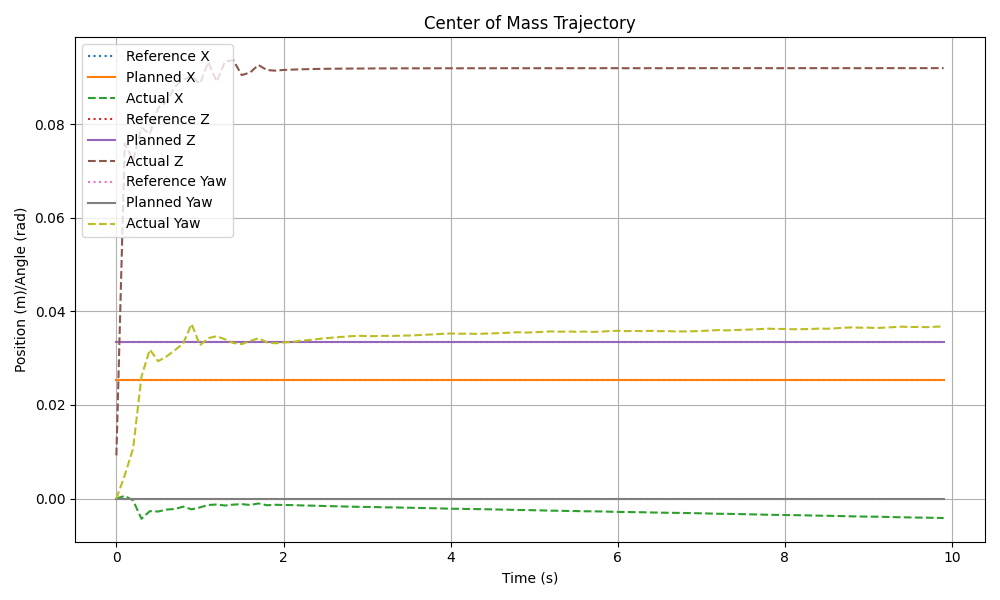 Center of Mass Trajectory
Reference X
Planned X
Actual X
Reference Z
Planned Z
Actual Z
Reference Yaw
Planned Yaw
Actual Yaw
Position (m)/Angle (rad)
0.08
0.06
0.04
0.02
0.00
0 2 4 6 8 10
Time (s)